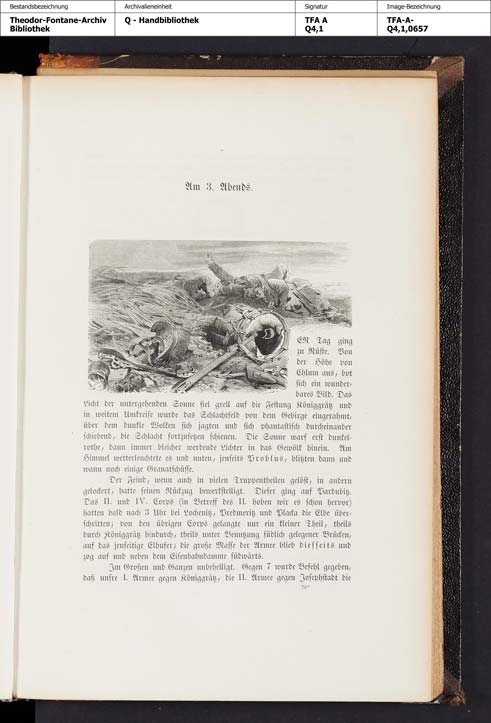 Bestandsbezeichnung
Archivalieneinheit
Signatur
Image-Bezeichnung
Theodor-Fontane-Archiv
Bibliothek
Q - Handbibliothek
TFA A
Q4,1
TFA-A-
Q4,1,0657
Am 3. Abends.
ER Tag ging
zu Rüste. Von
der Höhe von
Chlum aus, bot
sich ein wunder-
bares Bild. Das
Licht der untergehenden Sonne fiel grell auf die Festung Königgrätz und
in weitem Umkreise wurde das Schlachtfeld von dem Gebirge eingerahmt,
über dem dunkle Wolken sich jagten und sich phantastisch durcheinander
schiebend, die Schlacht fortzusetzen schienen. Die Sonne warf erst dunkel-
rothe, dann immer bleicher werdende Lichter in das Gewölk hinein. Am
Himmel wetterleuchtete es und unten, jenseits Problus, blitzten dann und
wann noch einige Granatschüsse.
Der Feind, wenn auch in vielen Truppentheilen gelöst, in andern
gelockert, hatte seinen Rückzug bewerkstelligt. Dieser ging auf Pardubitz.
Das II. und IV. Corps (in Betreff des II. hoben wir es schon hervor)
hatten bald nach 3 Uhr bei Lochenitz, Predmeritz und Placka die Elbe über-
schritten; von den übrigen Corps gelangte nur ein kleiner Theil, theils
durch Königgrätz hindurch, theils unter Benutzung südlich gelegener Brücken,
auf das jenseitige Elbufer; die große Masse der Armee blieb diesseits und
zog auf und neben dem Eisenbahndamme südwärts.
Im Großen und Ganzen unbehelligt. Gegen 7 wurde Befehl gegeben,
daß unsre I. Armee gegen Königgrätz, die II. Armee gegen Josephstadt die